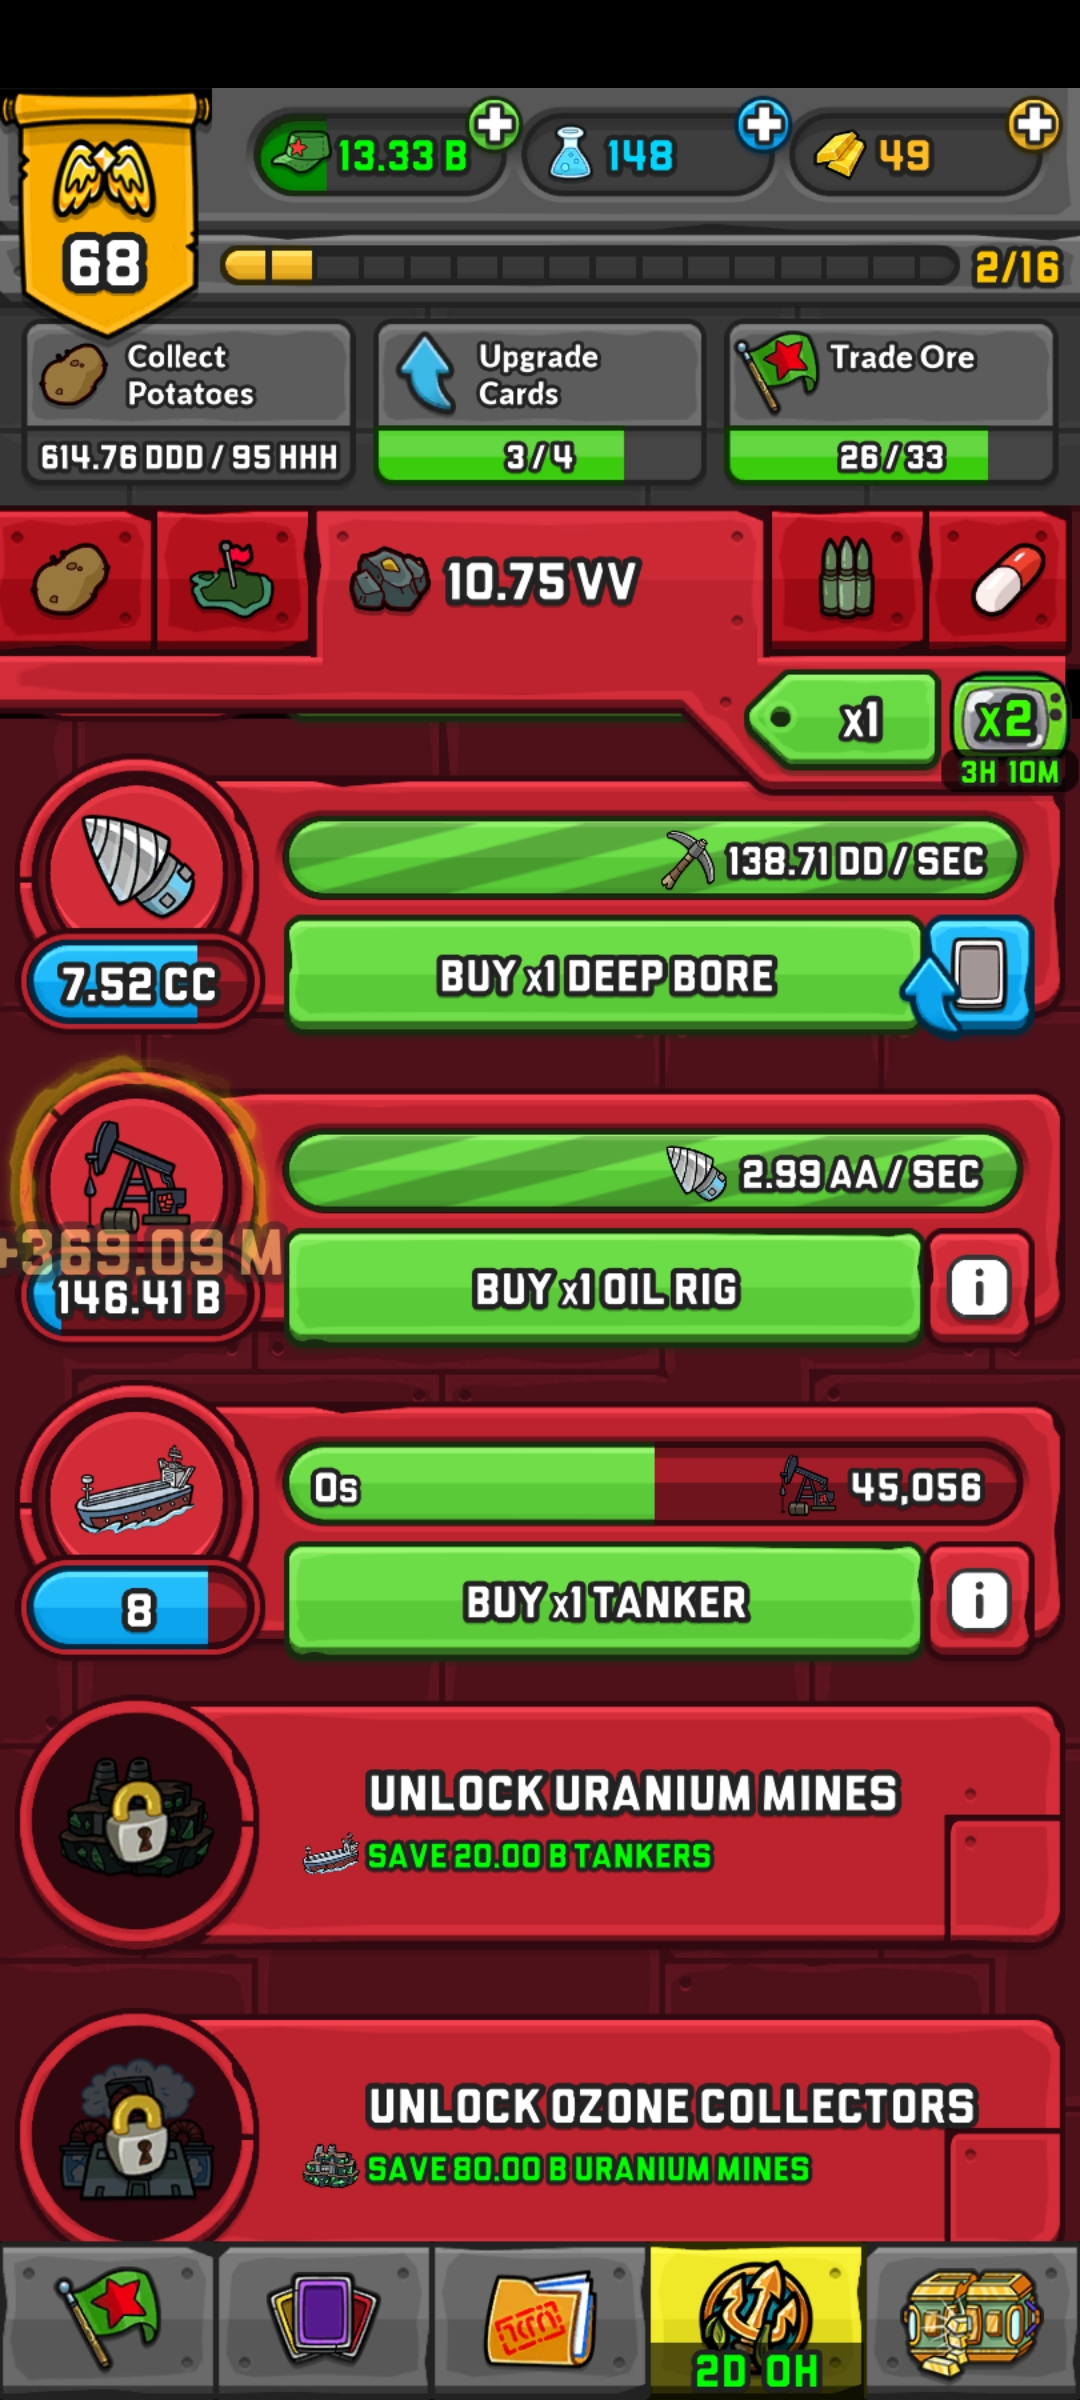 13.33 B
148
49
68
2/16
Collect
Potatoes
Upgrade
Cards
Trade Ore
614.76 DDD / 95 HHH
3/4
26/33
10.75 VV
x1
x2
3H 10M
138.71 DD / SEC
7.52 CC
BUY x1 DEEP BORE
2.99 AA / SEC
+369.09 M
146.41 B
BUY x1 OIL RIG
i
0s
45,056
8
BUY x1 TANKER
i
UNLOCK URANIUM MINES
SAVE 20.00 B TANKERS
UNLOCK OZONE COLLECTORS
SAVE 80.00 B URANIUM MINES
2D 0H